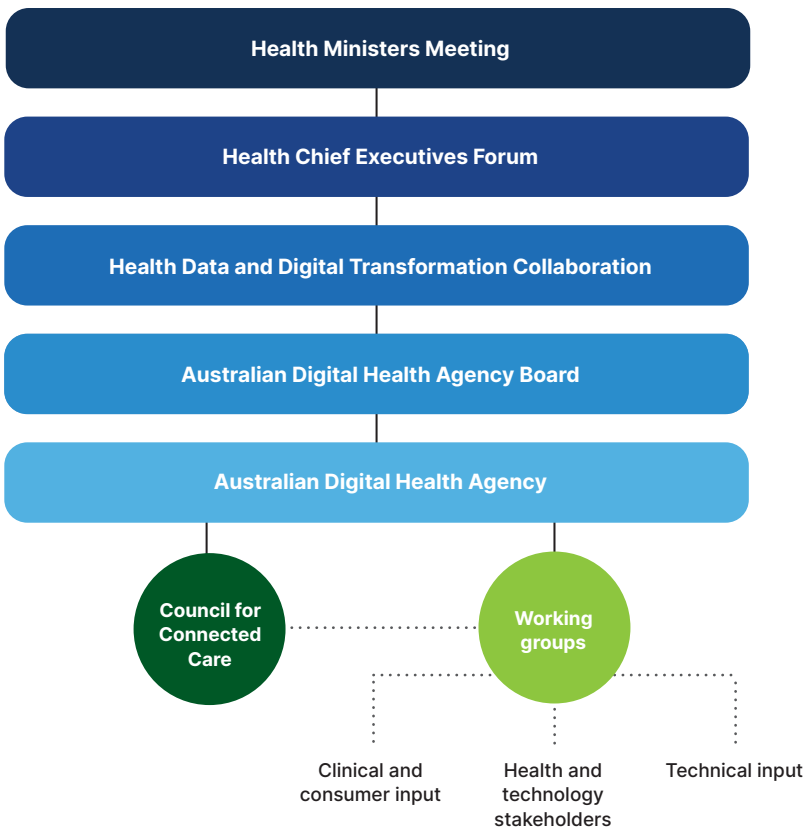 Health Ministers Meeting
Health Chief Executives Forum
Health Data and Digital Transformation Collaboration
Australian Digital Health Agency Board
Australian Digital Health Agency
Council for
Connected
Care
Working
groups
Clinical and
consumer input
Health and
technology
stakeholders
Technical input